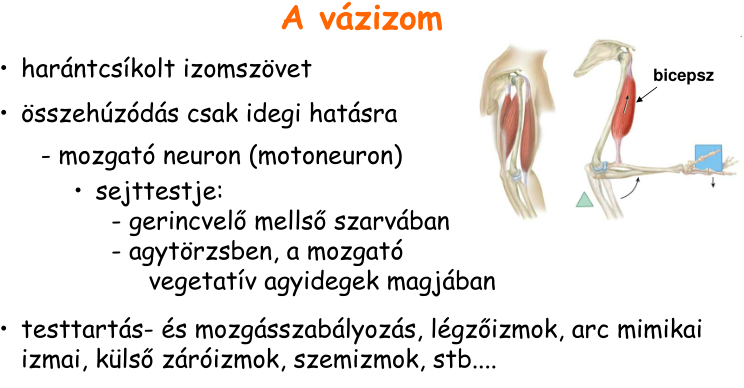 A vázizom
• harántcsíkolt izomszövet
bicepsz
• összehúzódás csak idegi hatásra
- mozgató neuron (motoneuron)
• sejttestje:
- gerincvelő mellső szarvában
- agytörzsben, a mozgató
vegetatív agyidegek magjában
• testtartás- és mozgásszabályozás, légzőizmok, arc mimikai
izmai, külső záróizmok, szemizmok, stb....